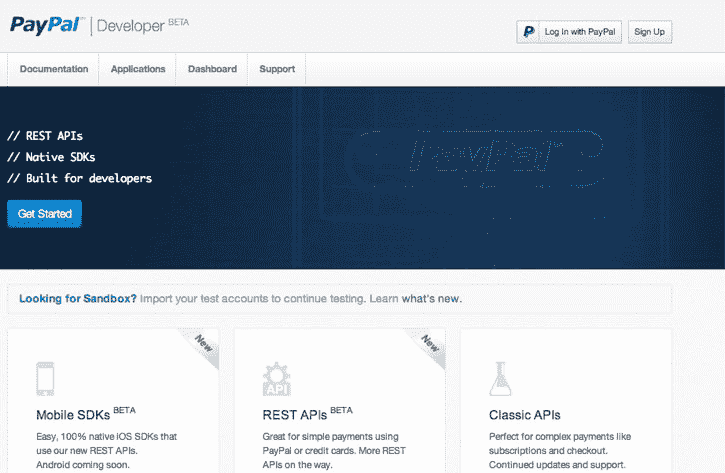 PayPal™ Developer BETA
Log In with PayPal
Sign Up
Documentation Applications Dashboard Support
// REST APIs
// Native SDKs
// Built for developers
PayPal™
Get Started
Looking for Sandbox? Import your test accounts to continue testing. Learn what's new.
New
New
API
Mobile SDKs BETA
Easy, 100% native iOS SDKs that
use our new REST APIs.
Android coming soon.
REST APIs BETA
Great for simple payments using
PayPal or credit cards. More REST
APIs on the way.
Classic APIs
Perfect for complex payments like
subscriptions and checkout.
Continued updates and support.